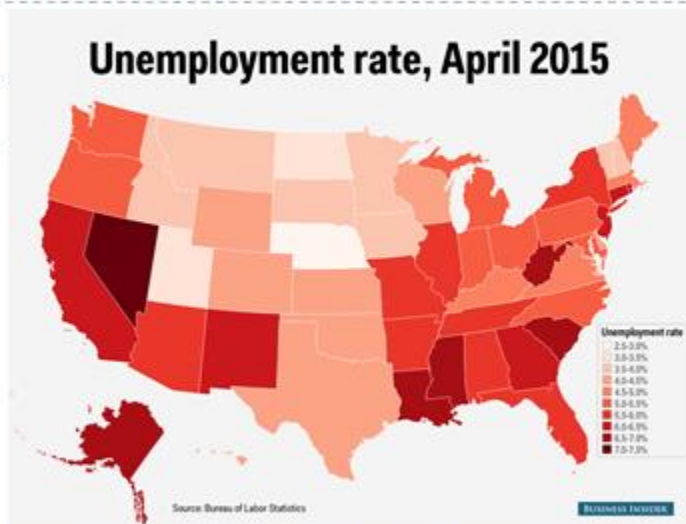 Unemployment rate, April 2015
Unemployment rate
2.5-3.0%
3.0-3.5%
3.5-4.0%
4.0-4.5%
4.5-5.0%
5.0-5.5%
5.5-6.0%
6.0-6.5%
6.5-7.0%
7.0-7.5%
Source: Bureau of Labor Statistics
BUSINESS INSIDER